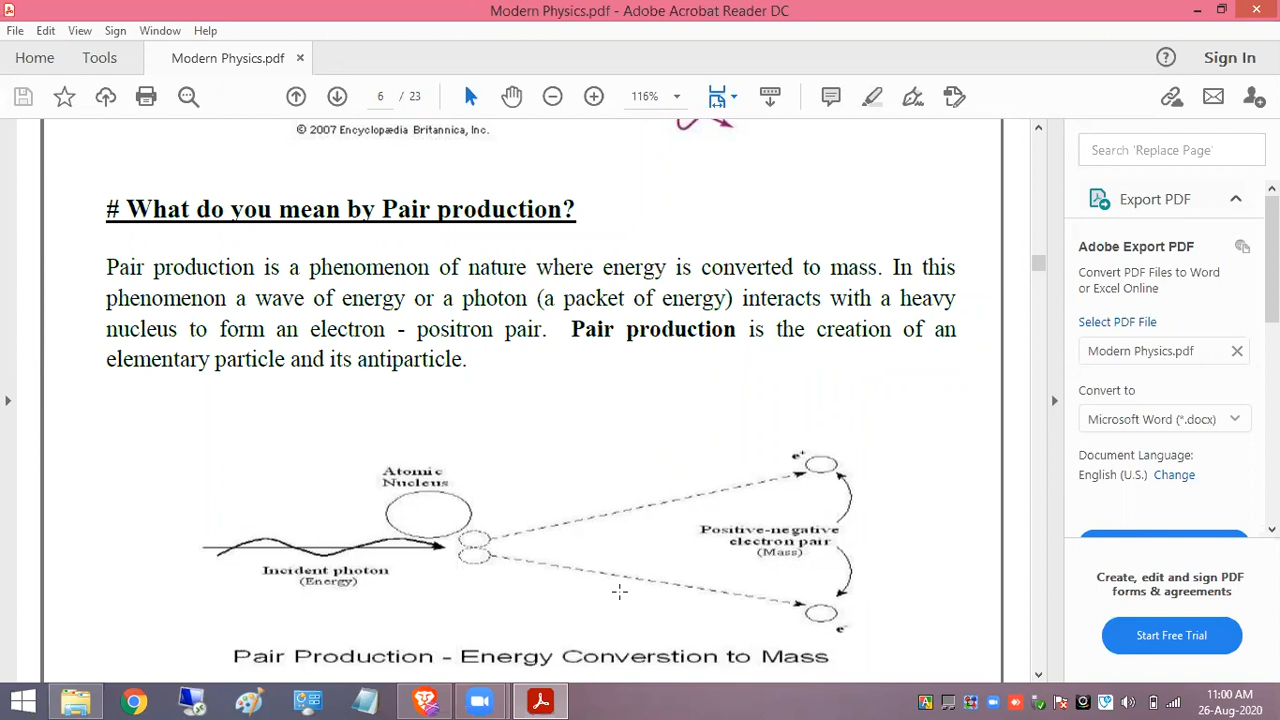 Modern Physics.pdf - Adobe Acrobat Reader DC
File Edit View Sign Window Help
Home Tools Modern Physics.pdf × Sign In
6 / 23 116%
© 2007 Encyclopædia Britannica, Inc.
# What do you mean by Pair production?
Pair production is a phenomenon of nature where energy is converted to mass. In this
phenomenon a wave of energy or a photon (a packet of energy) interacts with a heavy
nucleus to form an electron - positron pair. Pair production is the creation of an
elementary particle and its antiparticle.
Atomic
Nucleus
e+
Positive-negative
electron pair
(Mass)
Incident photon
(Energy)
e-
Pair Production - Energy Converstion to Mass
Search 'Replace Page'
Export PDF
Adobe Export PDF
Convert PDF Files to Word
or Excel Online
Select PDF File
Modern Physics.pdf
Convert to
Microsoft Word (*.docx)
Document Language:
English (U.S.) Change
Create, edit and sign PDF
forms & agreements
Start Free Trial
11:00 AM
26-Aug-2020